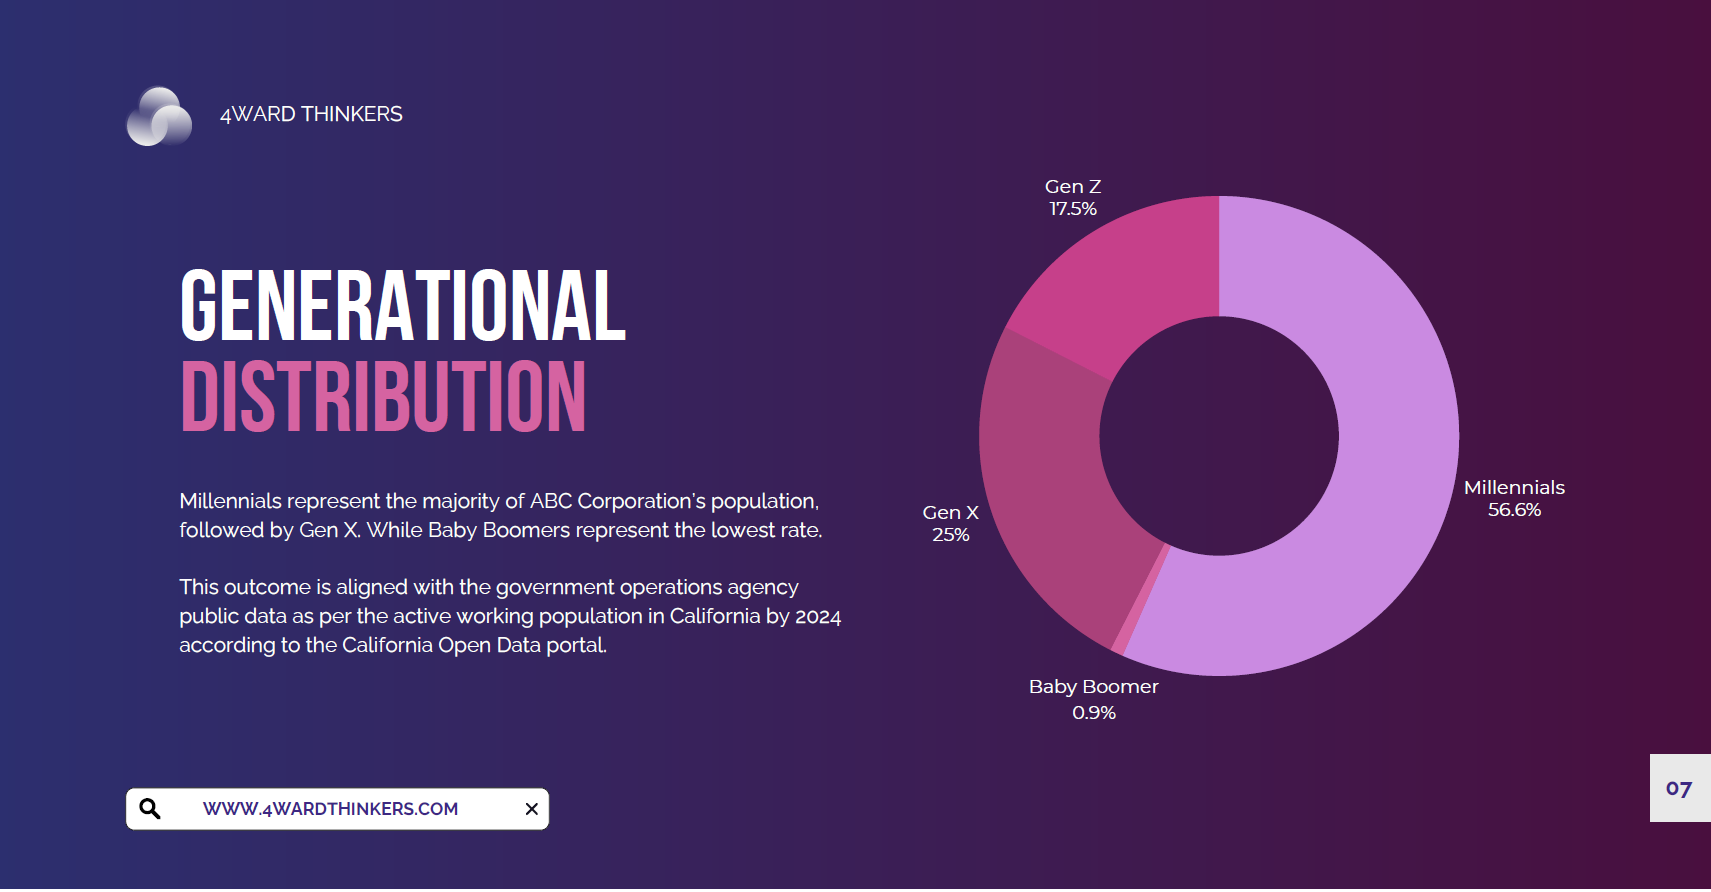 4WARD THINKERS
GENERATIONAL
DISTRIBUTION
Millennials represent the majority of ABC Corporation's population,
followed by Gen X. While Baby Boomers represent the lowest rate.
This outcome is aligned with the government operations agency
public data as per the active working population in California by 2024
according to the California Open Data portal.
Gen Z
17.5%
Millennials
56.6%
Gen X
25%
Baby Boomer
0.9%
WWW.4WARDTHINKERS.COM
07